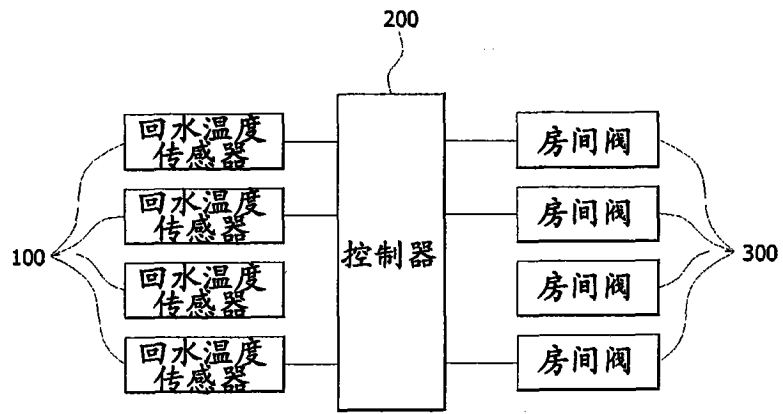 200
回水温度
传感器
回水温度
传感器
回水温度
传感器
回水温度
传感器
100
控制器
房间阀
房间阀
房间阀
房间阀
300